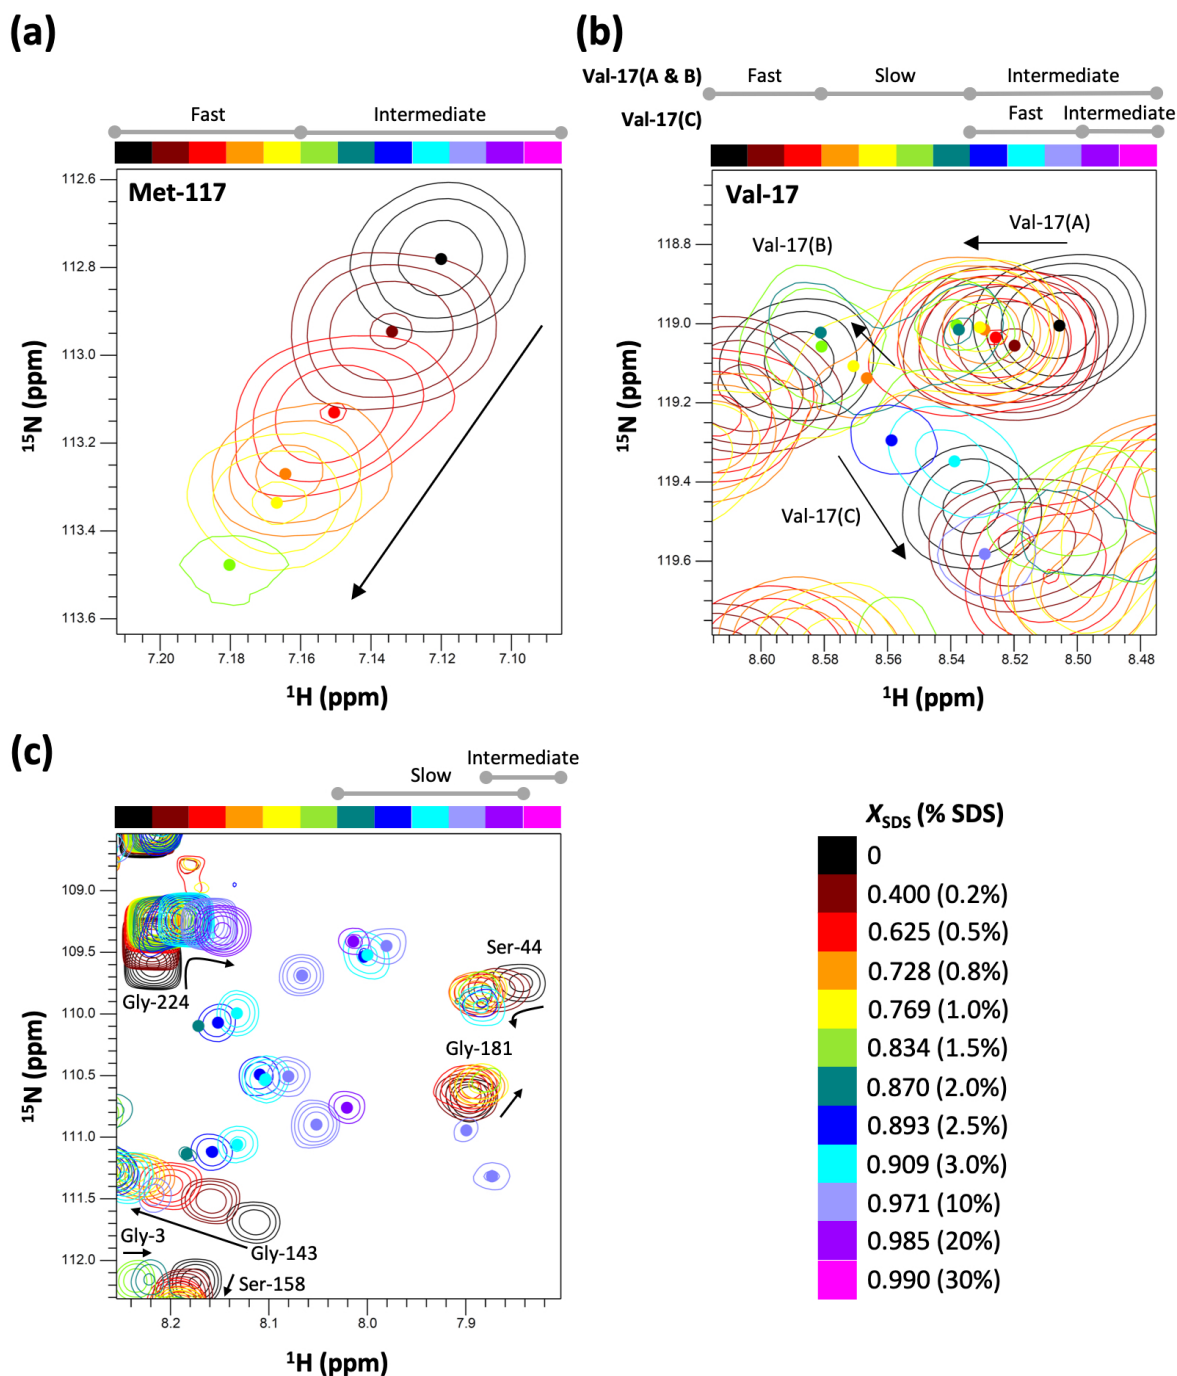 (a)
Fast Intermediate
Met-117
112.6
112.8
113.0
113.2
113.4
113.6
15N (ppm)
7.20 7.18 7.16 7.14 7.12 7.10
1H (ppm)
(b)
Val-17(A & B) Fast Slow Intermediate
Val-17(C) Fast Intermediate
Val-17
Val-17(A)
Val-17(B)
Val-17(C)
118.8
119.0
119.2
119.4
119.6
15N (ppm)
8.60 8.58 8.56 8.54 8.52 8.50 8.48
1H (ppm)
(c)
Intermediate
Slow
109.0
109.5
110.0
110.5
111.0
111.5
112.0
15N (ppm)
Ser-44
Gly-224
Gly-181
Gly-3
Gly-143
Ser-158
8.2 8.1 8.0 7.9
1H (ppm)
XSDS (% SDS)
0
0.400 (0.2%)
0.625 (0.5%)
0.728 (0.8%)
0.769 (1.0%)
0.834 (1.5%)
0.870 (2.0%)
0.893 (2.5%)
0.909 (3.0%)
0.971 (10%)
0.985 (20%)
0.990 (30%)